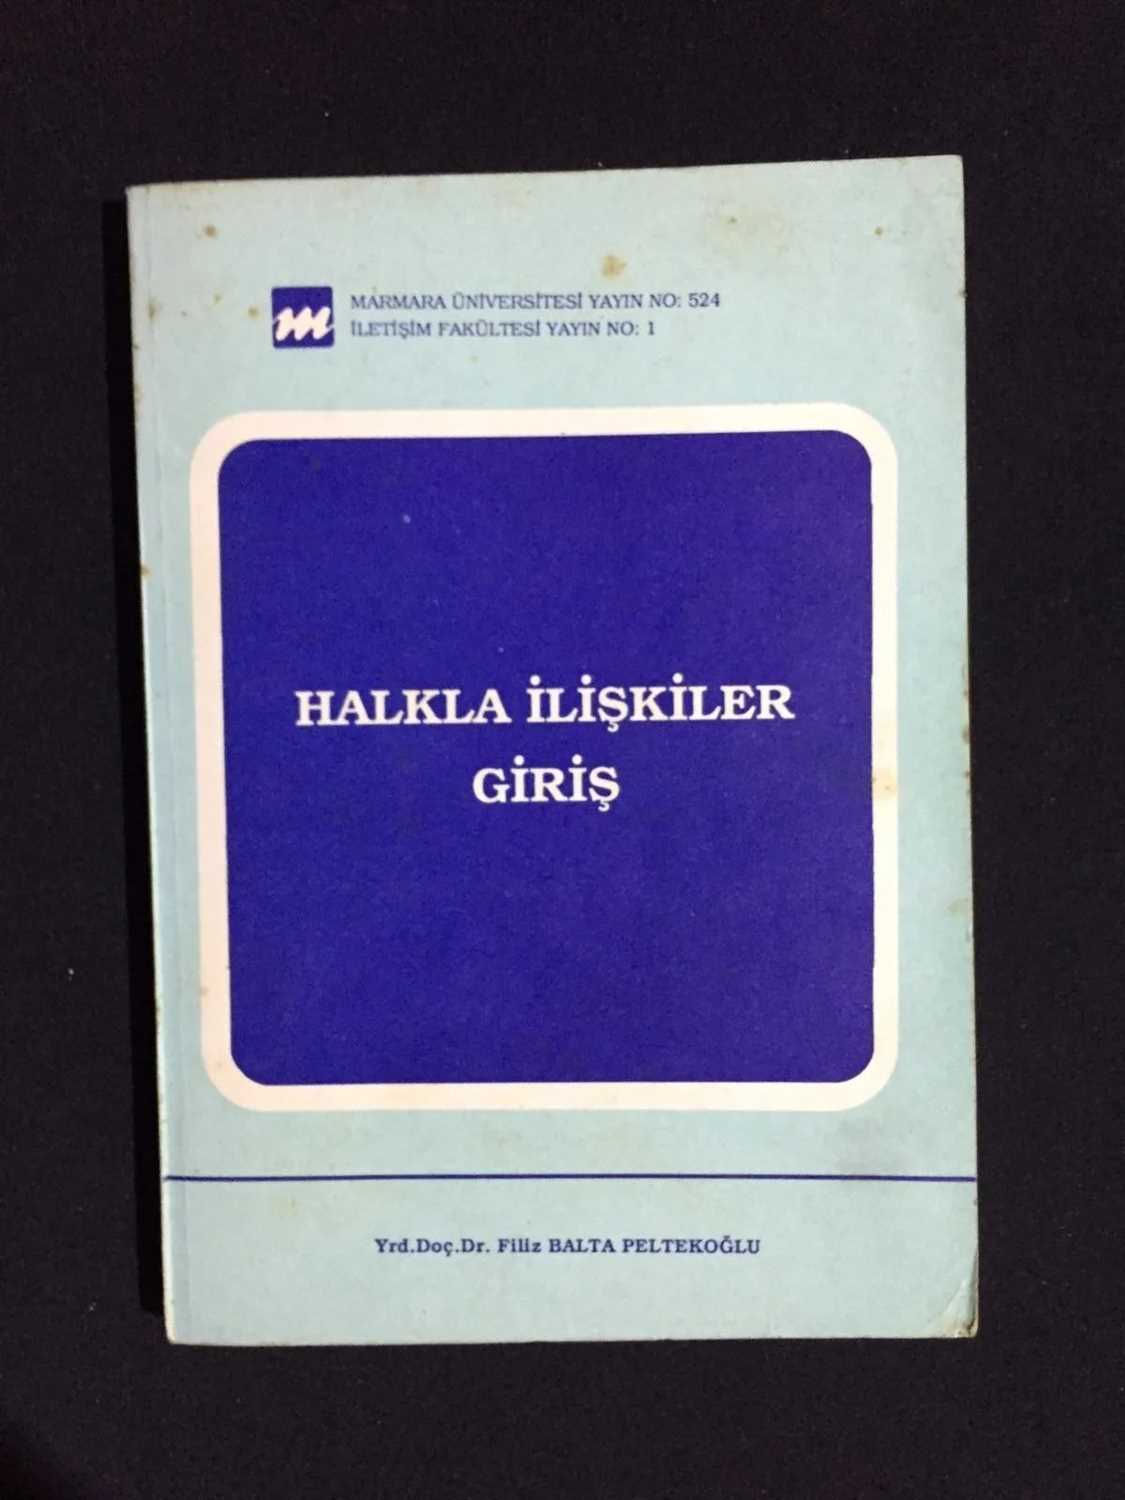 m
MARMARA ÜNİVERSİTESİ YAYIN NO: 524
İLETİŞİM FAKÜLTESİ YAYIN NO: 1
HALKLA İLİŞKİLER
GİRİŞ
Yrd.Doç.Dr. Filiz BALTA PELTEKOĞLU